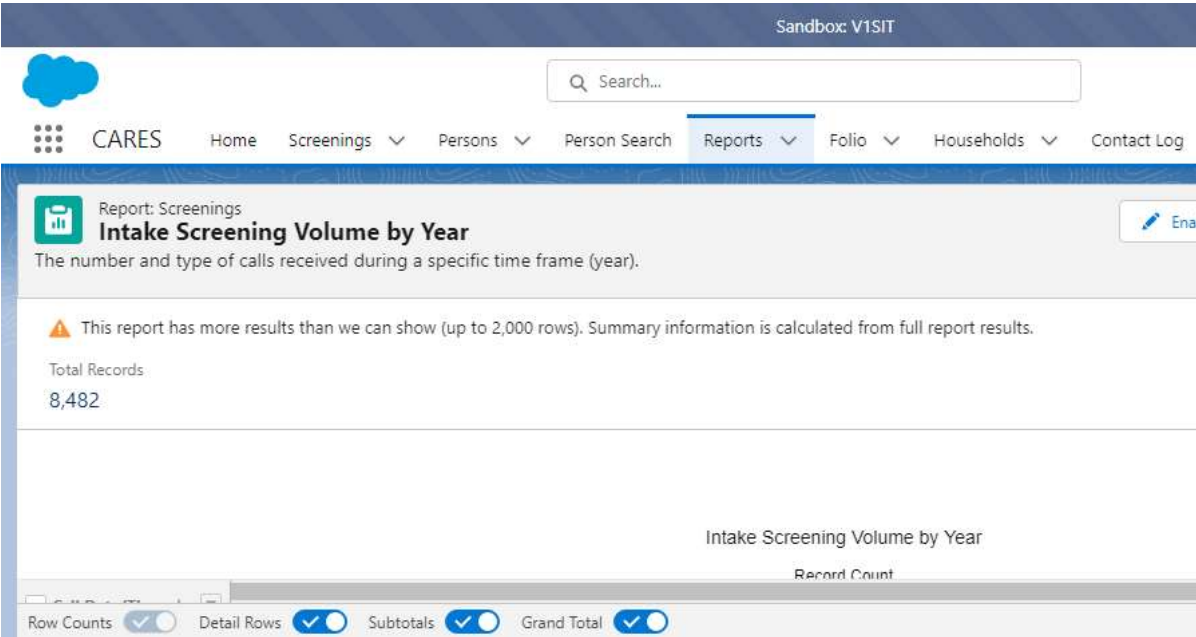 Sandbox: V1SIT
Search...
CARES Home Screenings Persons Person Search Reports Folio Households Contact Log
Report: Screenings
Intake Screening Volume by Year
Ena
The number and type of calls received during a specific time frame (year).
This report has more results than we can show (up to 2,000 rows). Summary information is calculated from full report results.
Total Records
8,482
Intake Screening Volume by Year
Record Count
Row Counts Detail Rows Subtotals Grand Total